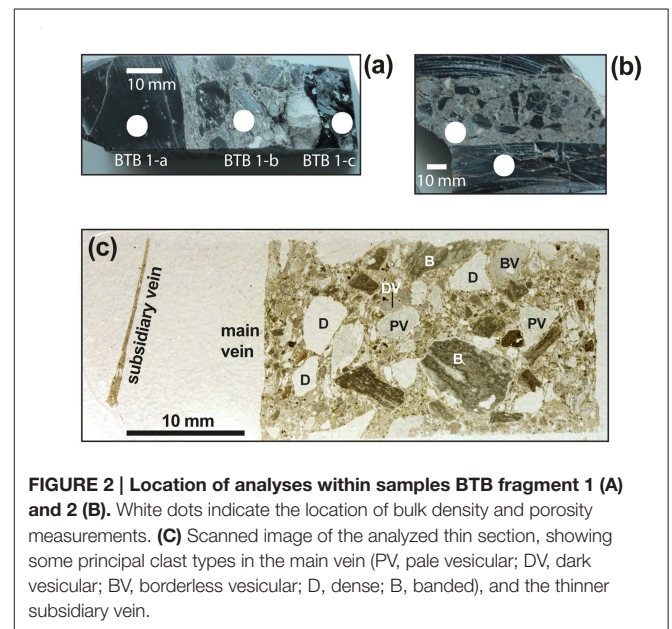 (a)
10 mm
BTB 1-a
BTB 1-b
BTB 1-c
(b)
10 mm
(c)
subsidiary vein
main
vein
10 mm
B
BV
D
DV
D
PV
PV
B
D
FIGURE 2 | Location of analyses within samples BTB fragment 1 (A)
and 2 (B). White dots indicate the location of bulk density and porosity
measurements. (C) Scanned image of the analyzed thin section, showing
some principal clast types in the main vein (PV, pale vesicular; DV, dark
vesicular; BV, borderless vesicular; D, dense; B, banded), and the thinner
subsidiary vein.